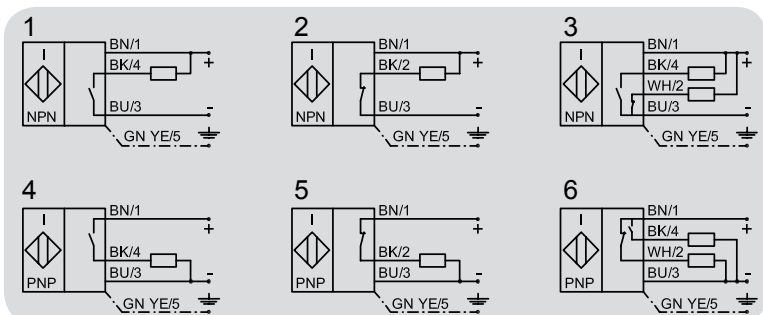 1 2 3
BN/1 BN/1 BN/1
I I I
+ + +
BK/4 BK/2 BK/4
WH/2
BU/3 BU/3 BU/3
- - -
NPN NPN NPN
GN YE/5 GN YE/5 GN YE/5
4 5 6
BN/1 BN/1 BN/1
I I I
+ + +
BK/4
BK/4 BK/2 WH/2
BU/3 BU/3 BU/3
- - -
PNP PNP PNP
GN YE/5 GN YE/5 GN YE/5